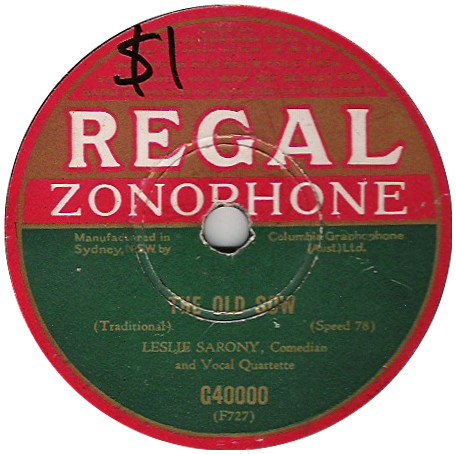 $1
REGAL
ZONOPHONE
Manufactured in
Sydney, N.S.W. by
Columbia Graphophone
(Aust.) Ltd.
THE OLD SOW
(Traditional)
(Speed 78)
LESLIE SARONY, Comedian
and Vocal Quartette
G40000
(F727)